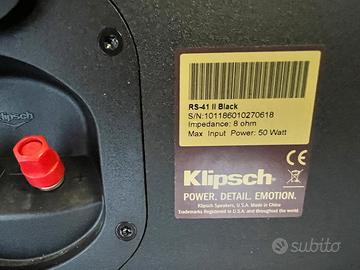 Klipsch
RS-41 II Black
S/N:101186010270618
Impedance: 8 ohm
Max Input Power: 50 Watt
Klipsch
POWER. DETAIL. EMOTION.
Klipsch Speakers, U.S.A. Made in China
Trademarks Registered in U.S.A. and throughout the world
CE
subito